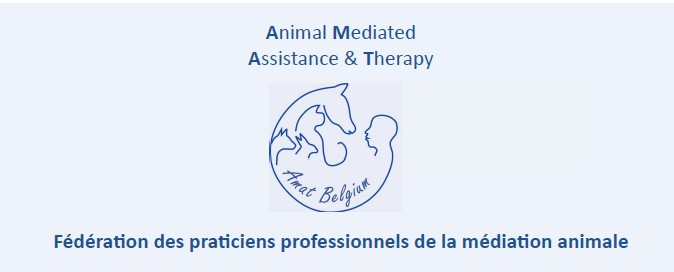 Animal Mediated
Assistance & Therapy
Amat Belgium
Fédération des praticiens professionnels de la médiation animale